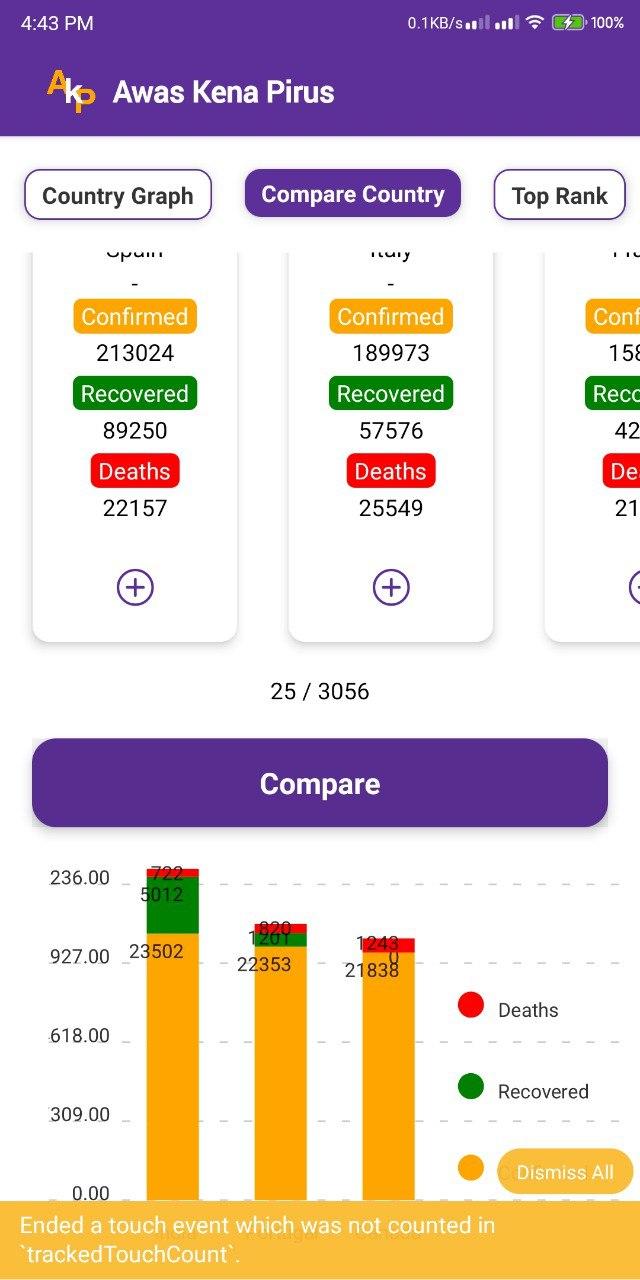 4:43 PM
0.1KB/s
100%
AkP
Awas Kena Pirus
Country Graph
Compare Country
Top Rank
Spain
Italy
-
-
Confirmed
Confirmed
Conf
213024
189973
158
Recovered
Recovered
Reco
89250
57576
42
Deaths
Deaths
De
22157
25549
21
25 / 3056
Compare
236.00
722
5012
927.00
23502
820
1201
22353
1243
0
21838
618.00
309.00
0.00
Deaths
Recovered
Dismiss All
Ended a touch event which was not counted in
`trackedTouchCount`.